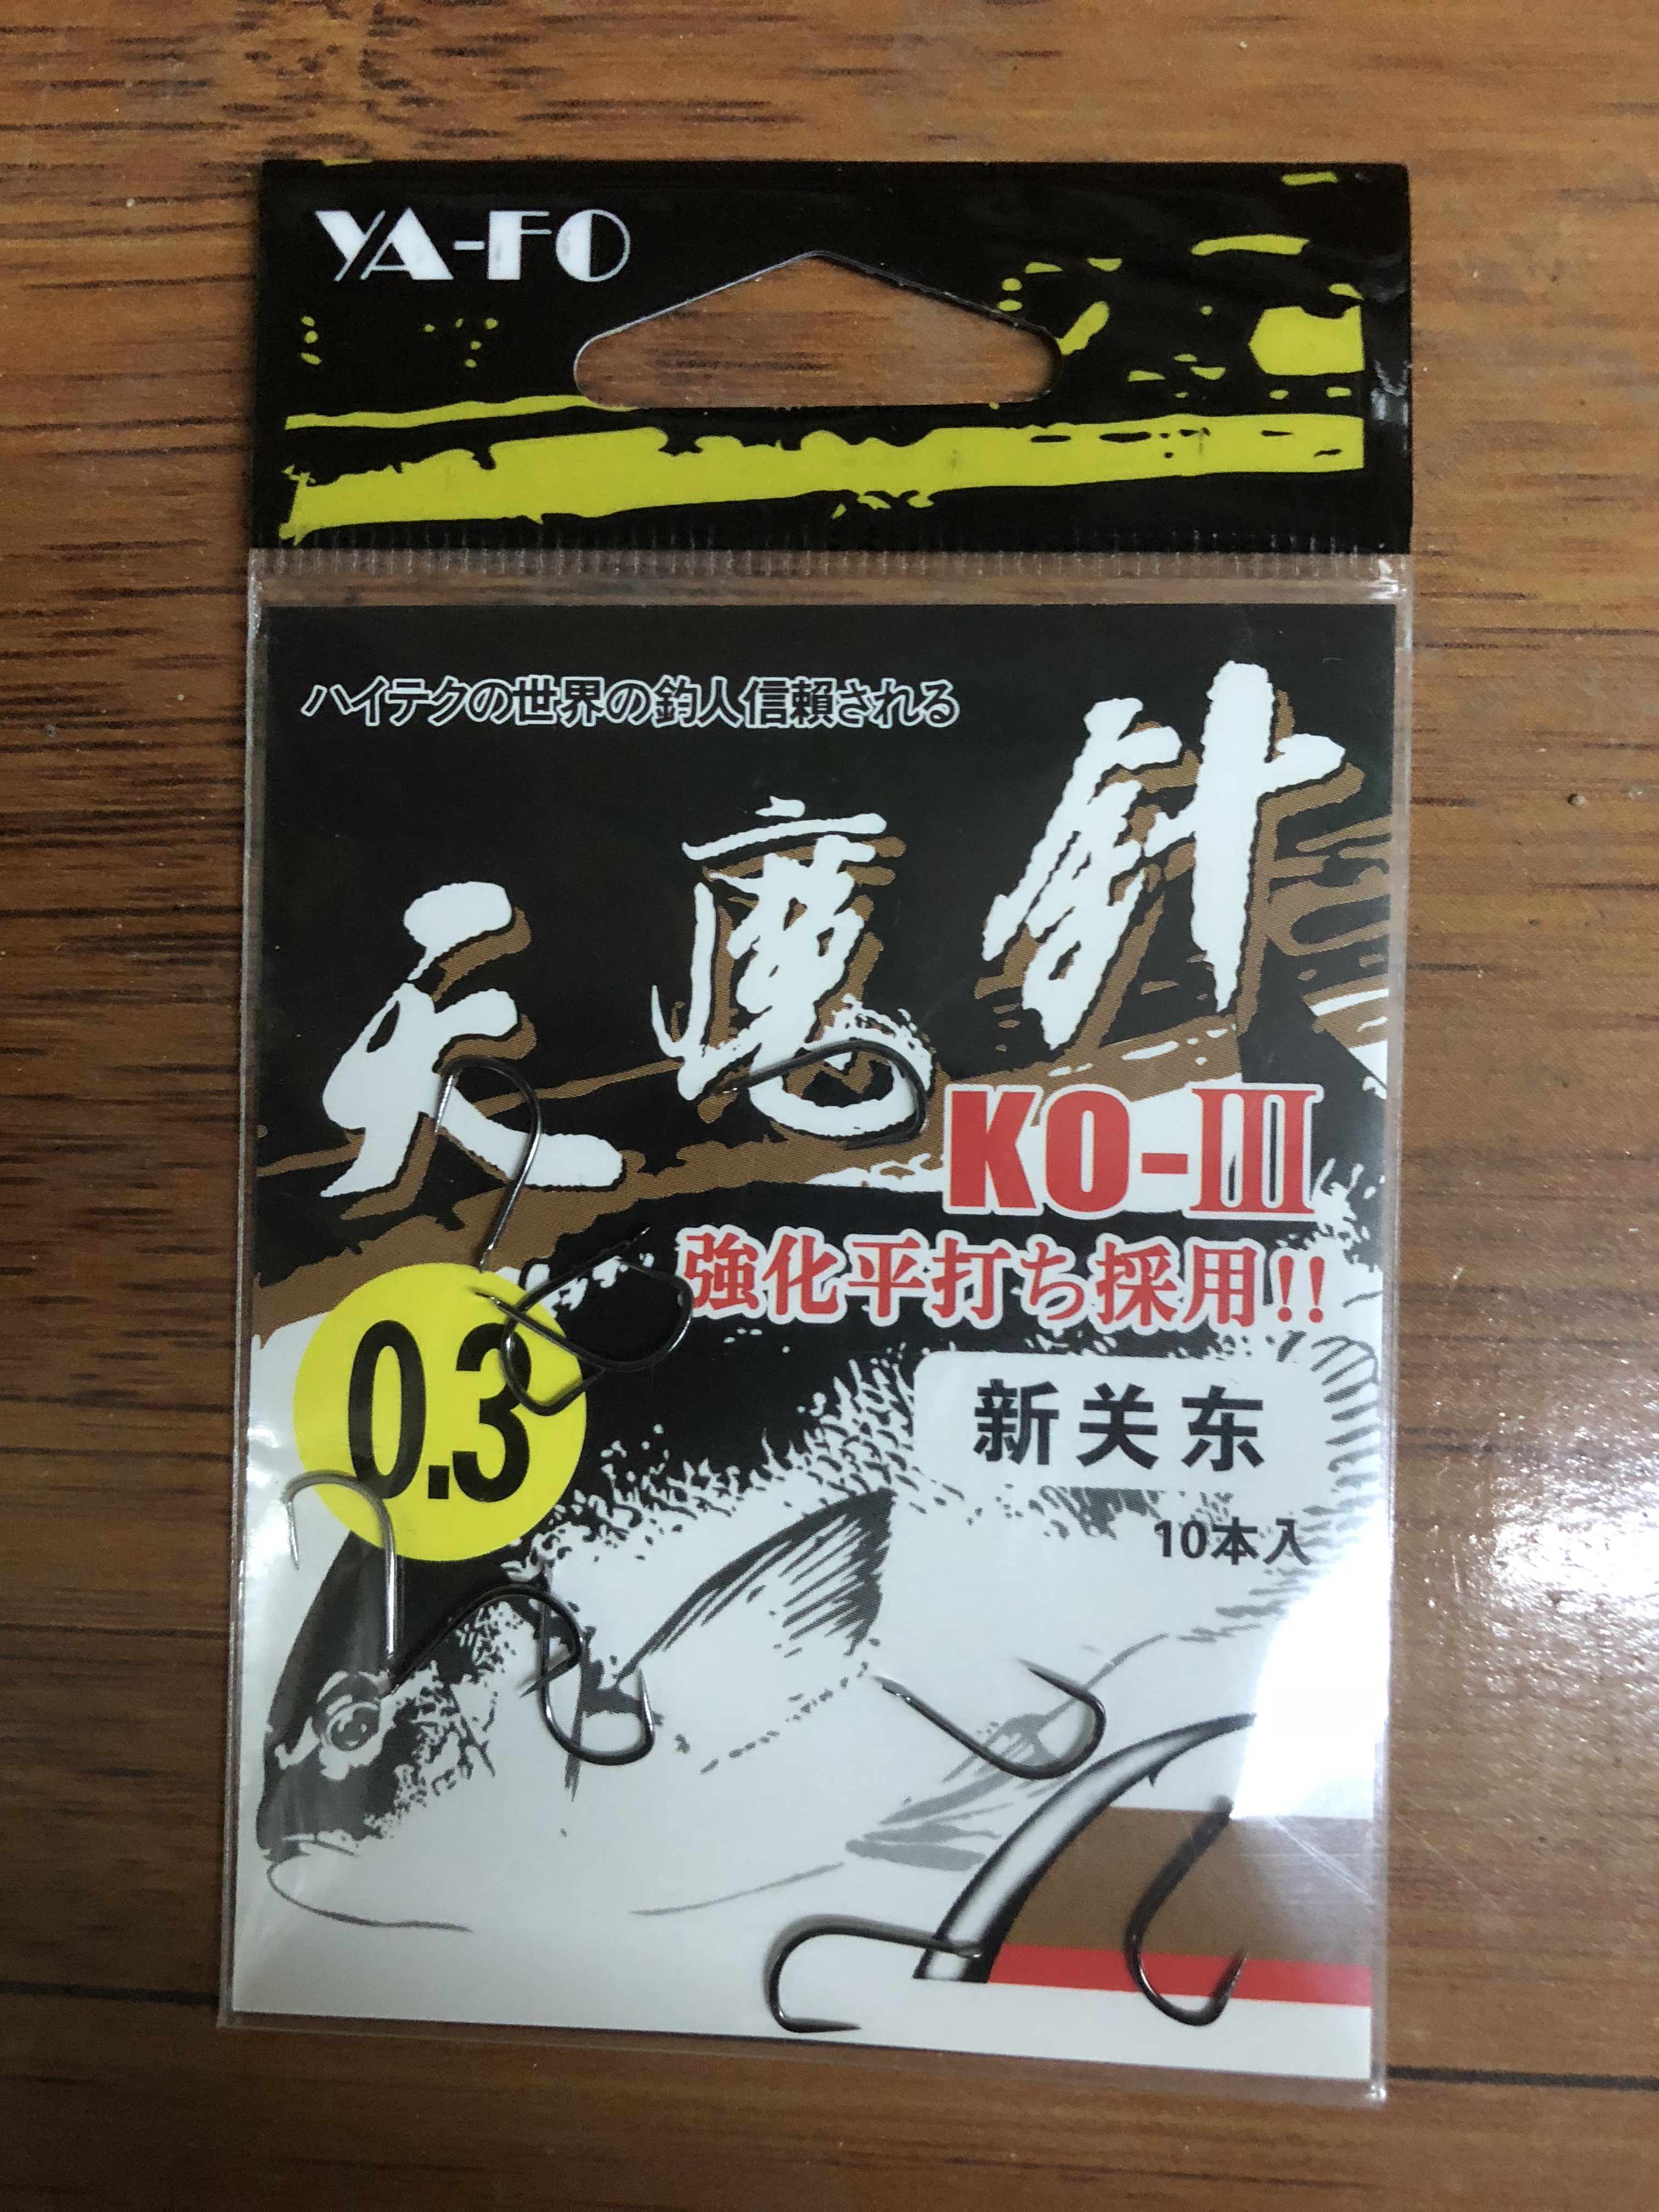 YA-FO
ハイテクの世界の釣人信賴される
天魔針
KO-III
強化平打ち採用!!
0.3
新关东
10本入